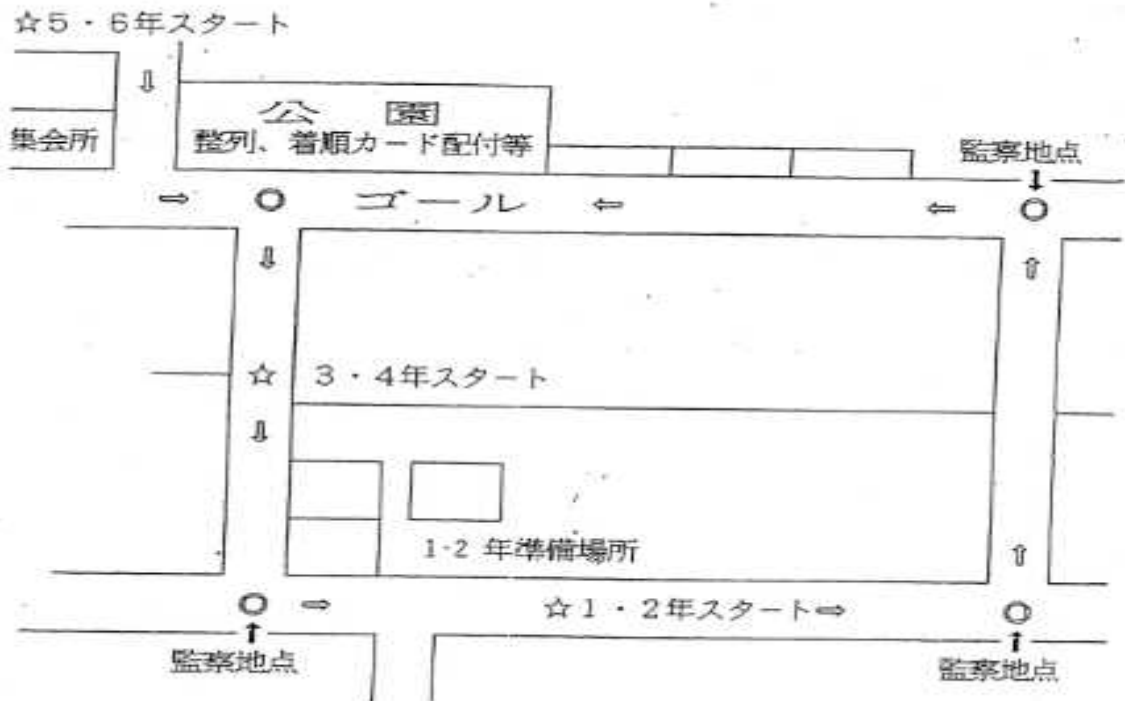 ☆5・6年スタート
公園
集会所
整列、着順カード配付等
監察地点
ゴール
☆ 3・4年スタート
1-2 年準備場所
☆1・2年スタート
監察地点
監察地点